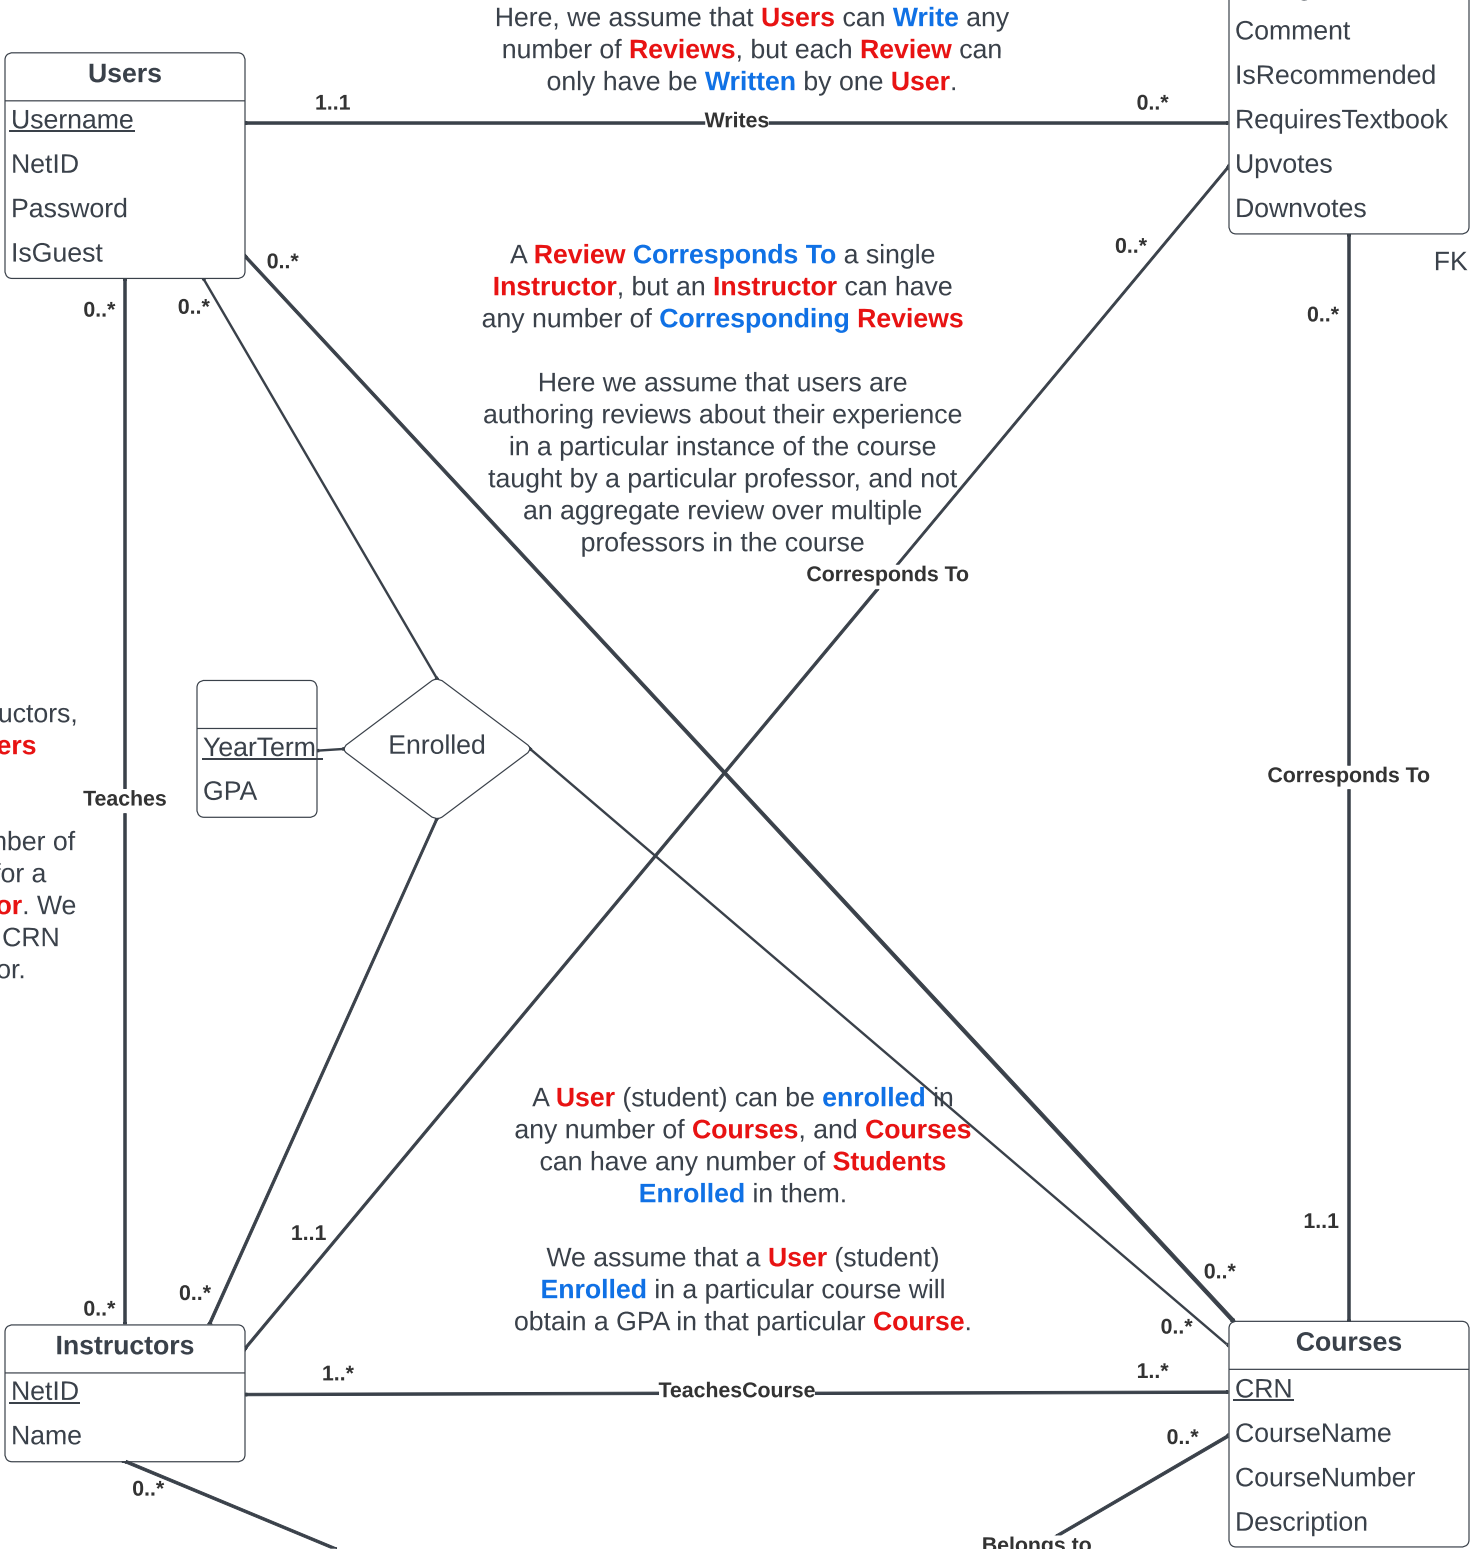 Here, we assume that Users can Write any
number of Reviews, but each Review can
only have be Written by one User.
Users
Username
NetID
Password
IsGuest
1..1
Writes
0..*
Comment
IsRecommended
RequiresTextbook
Upvotes
Downvotes
FK
0..*
0..*
0..*
0..*
0..*
A Review Corresponds To a single
Instructor, but an Instructor can have
any number of Corresponding Reviews
Here we assume that users are
authoring reviews about their experience
in a particular instance of the course
taught by a particular professor, and not
an aggregate review over multiple
professors in the course
Corresponds To
uctors,
ers
YearTerm
GPA
Enrolled
Teaches
Corresponds To
nber of
for a
or. We
CRN
or.
A User (student) can be enrolled in
any number of Courses, and Courses
can have any number of Students
Enrolled in them.
We assume that a User (student)
Enrolled in a particular course will
obtain a GPA in that particular Course.
1..1
1..1
0..*
0..*
0..*
0..*
Instructors
NetID
Name
1..*
TeachesCourse
1..*
Courses
CRN
CourseName
CourseNumber
Description
0..*
0..*
Belongs to